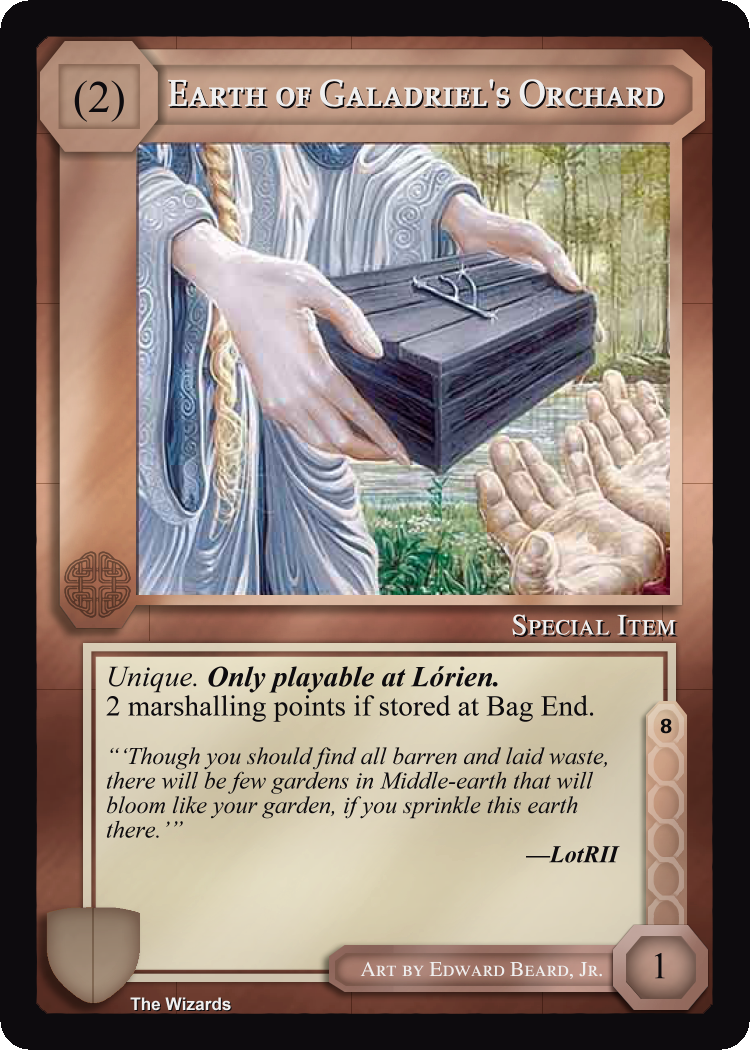 (2)
Earth of Galadriel's Orchard
Special Item
Unique. Only playable at Lórien.
2 marshalling points if stored at Bag End.
8
“‘Though you should find all barren and laid waste,
there will be few gardens in Middle-earth that will
bloom like your garden, if you sprinkle this earth
there.’”
—LotRII
Art by Edward Beard, Jr.
1
The Wizards